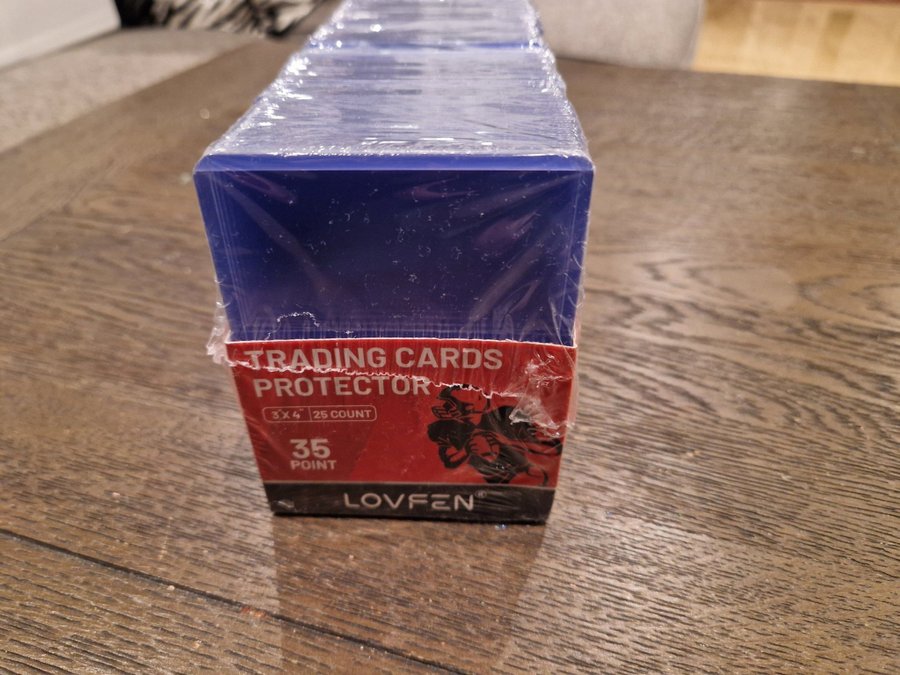 TRADING CARDS
PROTECTOR
3"X 4" 25 COUNT
35
POINT
LOVFEN®